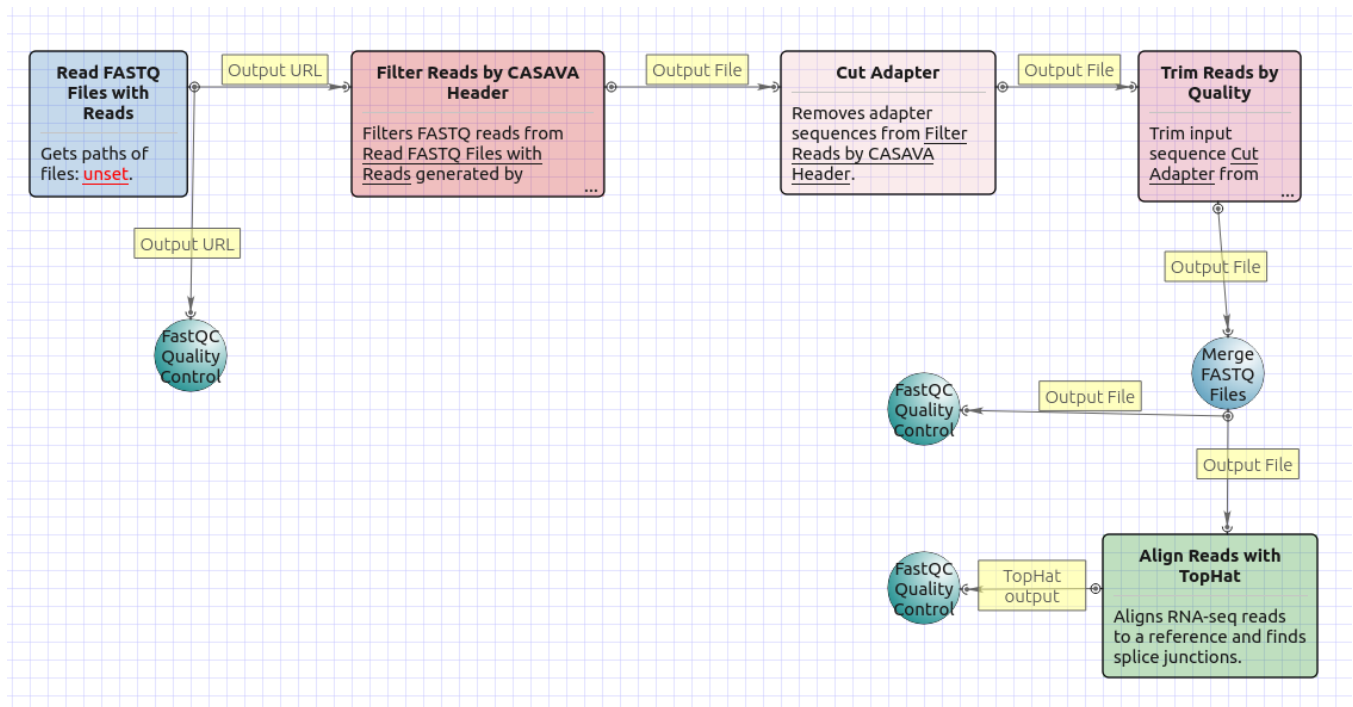 Read FASTQ
Files with
Reads
Gets paths of
files: unset.
Output URL
Filter Reads by CASAVA
Header
Filters FASTQ reads from
Read FASTQ Files with
Reads generated by
...
Output File
Cut Adapter
Removes adapter
sequences from Filter
Reads by CASAVA
Header.
Output File
Trim Reads by
Quality
Trim input
sequence Cut
Adapter from
...
Output URL
FastQC
Quality
Control
Output File
Merge
FASTQ
Files
Output File
FastQC
Quality
Control
Output File
Align Reads with
TopHat
Aligns RNA-seq reads
to a reference and finds
splice junctions.
TopHat
output
FastQC
Quality
Control